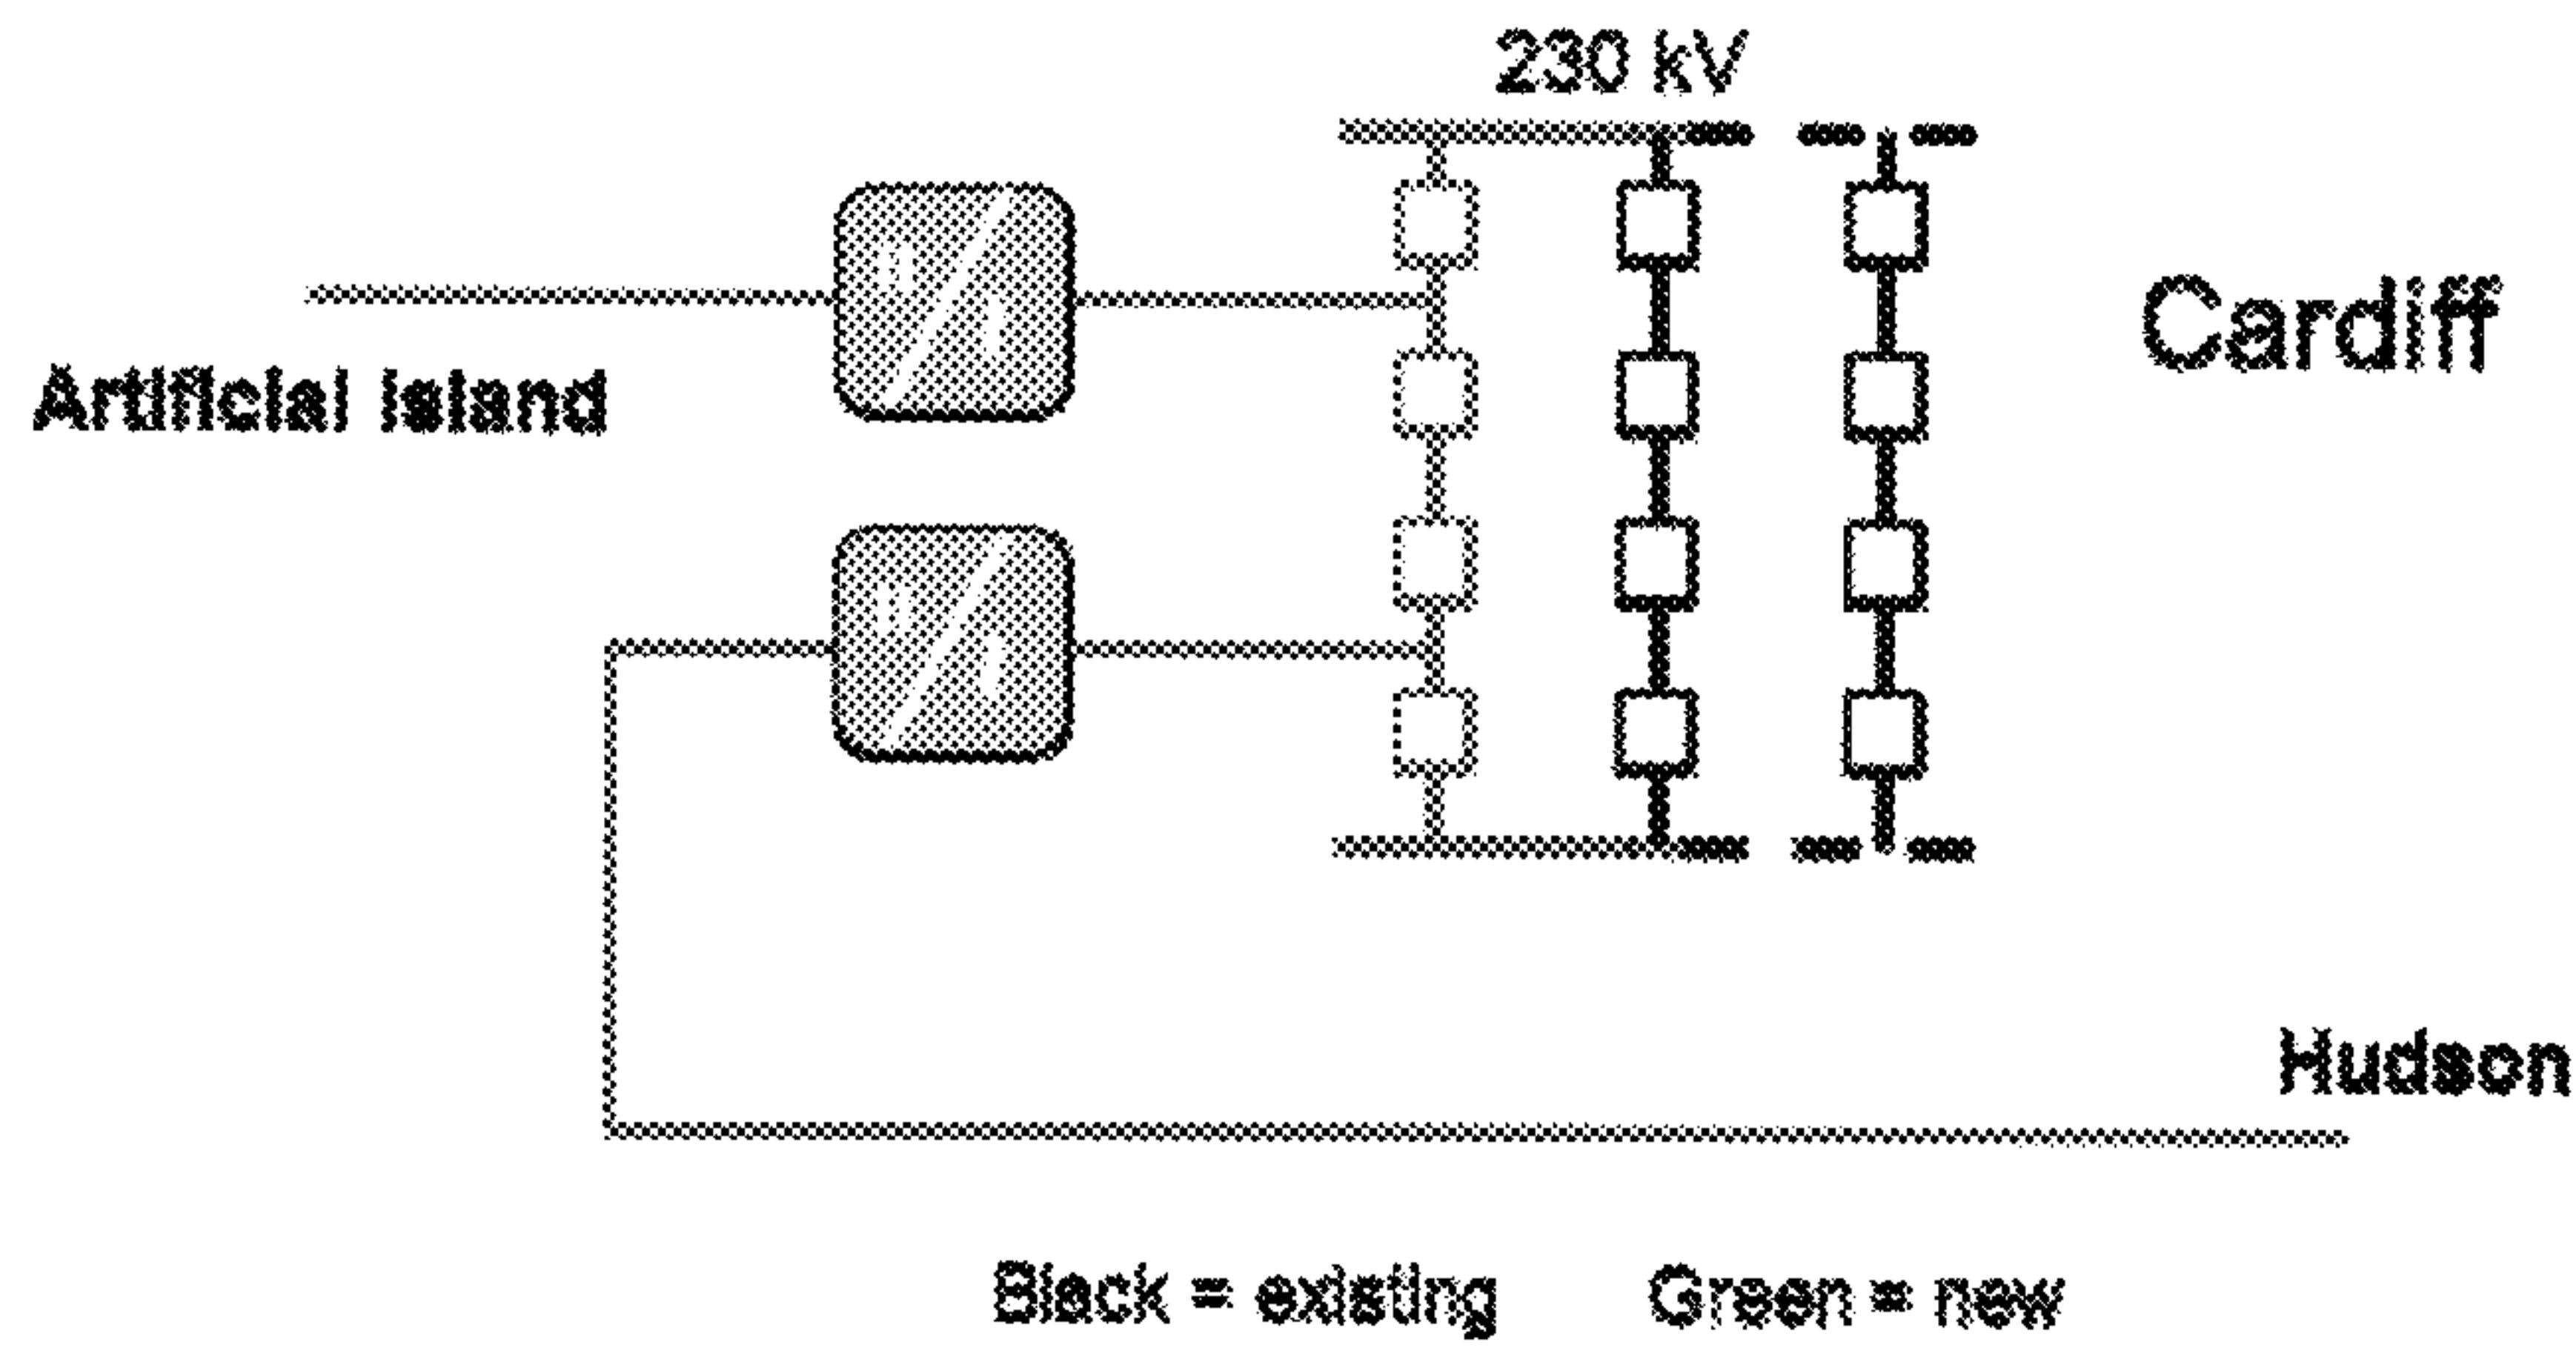 230 kV
Cardiff
Artificial Island
Hudson
Black = existing Green = new